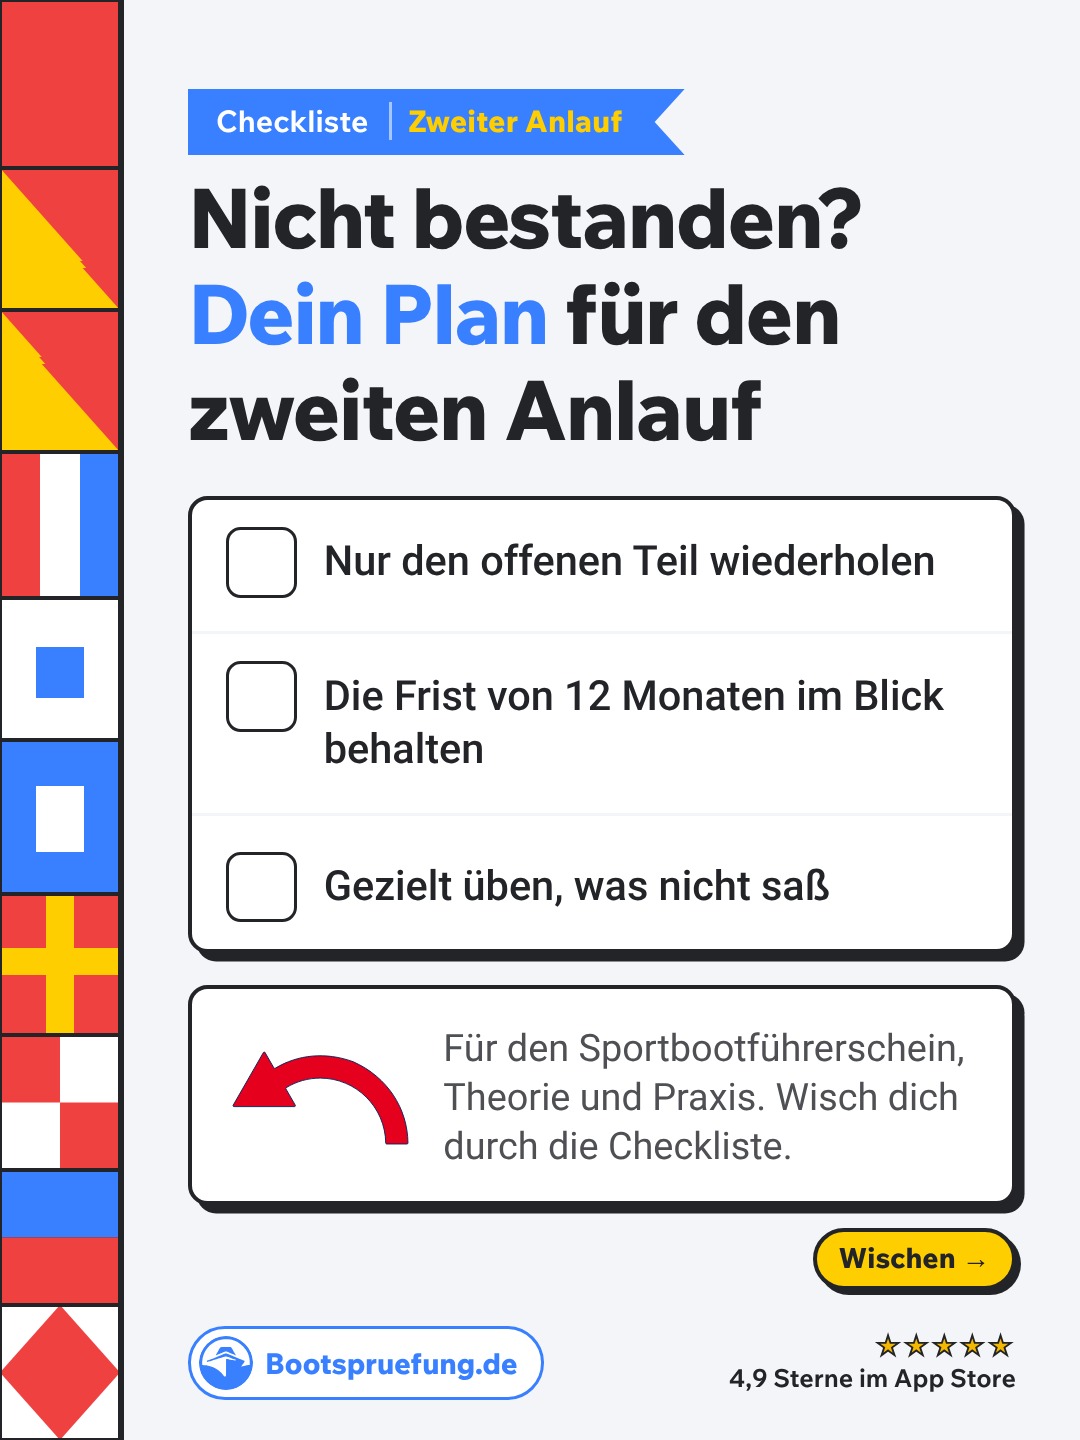 Checkliste | Zweiter Anlauf
Nicht bestanden?
Dein Plan für den
zweiten Anlauf
Nur den offenen Teil wiederholen
Die Frist von 12 Monaten im Blick
behalten
Gezielt üben, was nicht saß
Für den Sportbootführerschein,
Theorie und Praxis. Wisch dich
durch die Checkliste.
Wischen →
Bootspruefung.de
4,9 Sterne im App Store